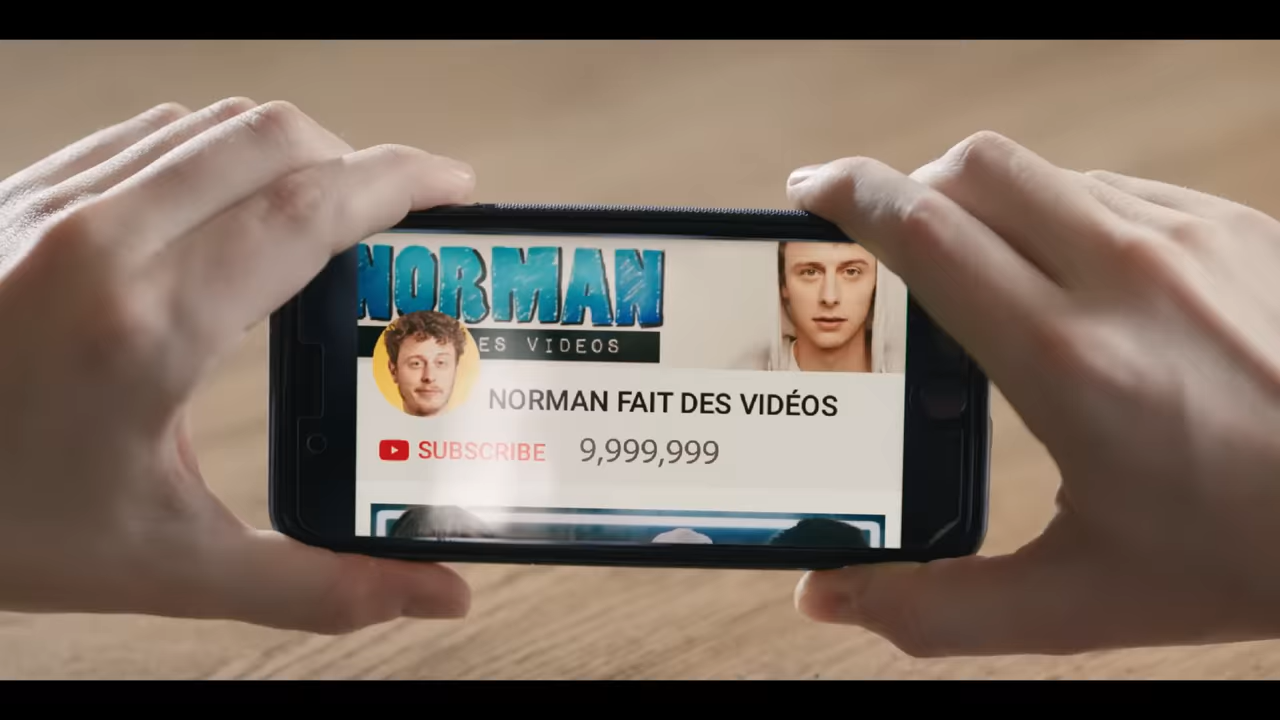 NORMAN
ES VIDEOS
NORMAN FAIT DES VIDÉOS
SUBSCRIBE 9,999,999